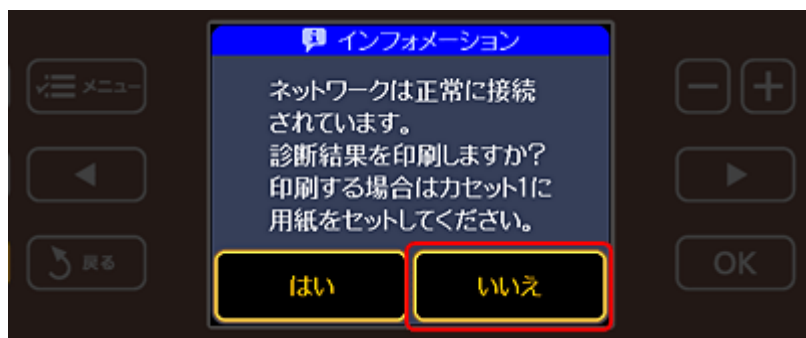 インフォメーション
メニュー
ネットワークは正常に接続
されています。
診断結果を印刷しますか?
印刷する場合はカセット1に
用紙をセットしてください。
戻る
はい
いいえ
OK